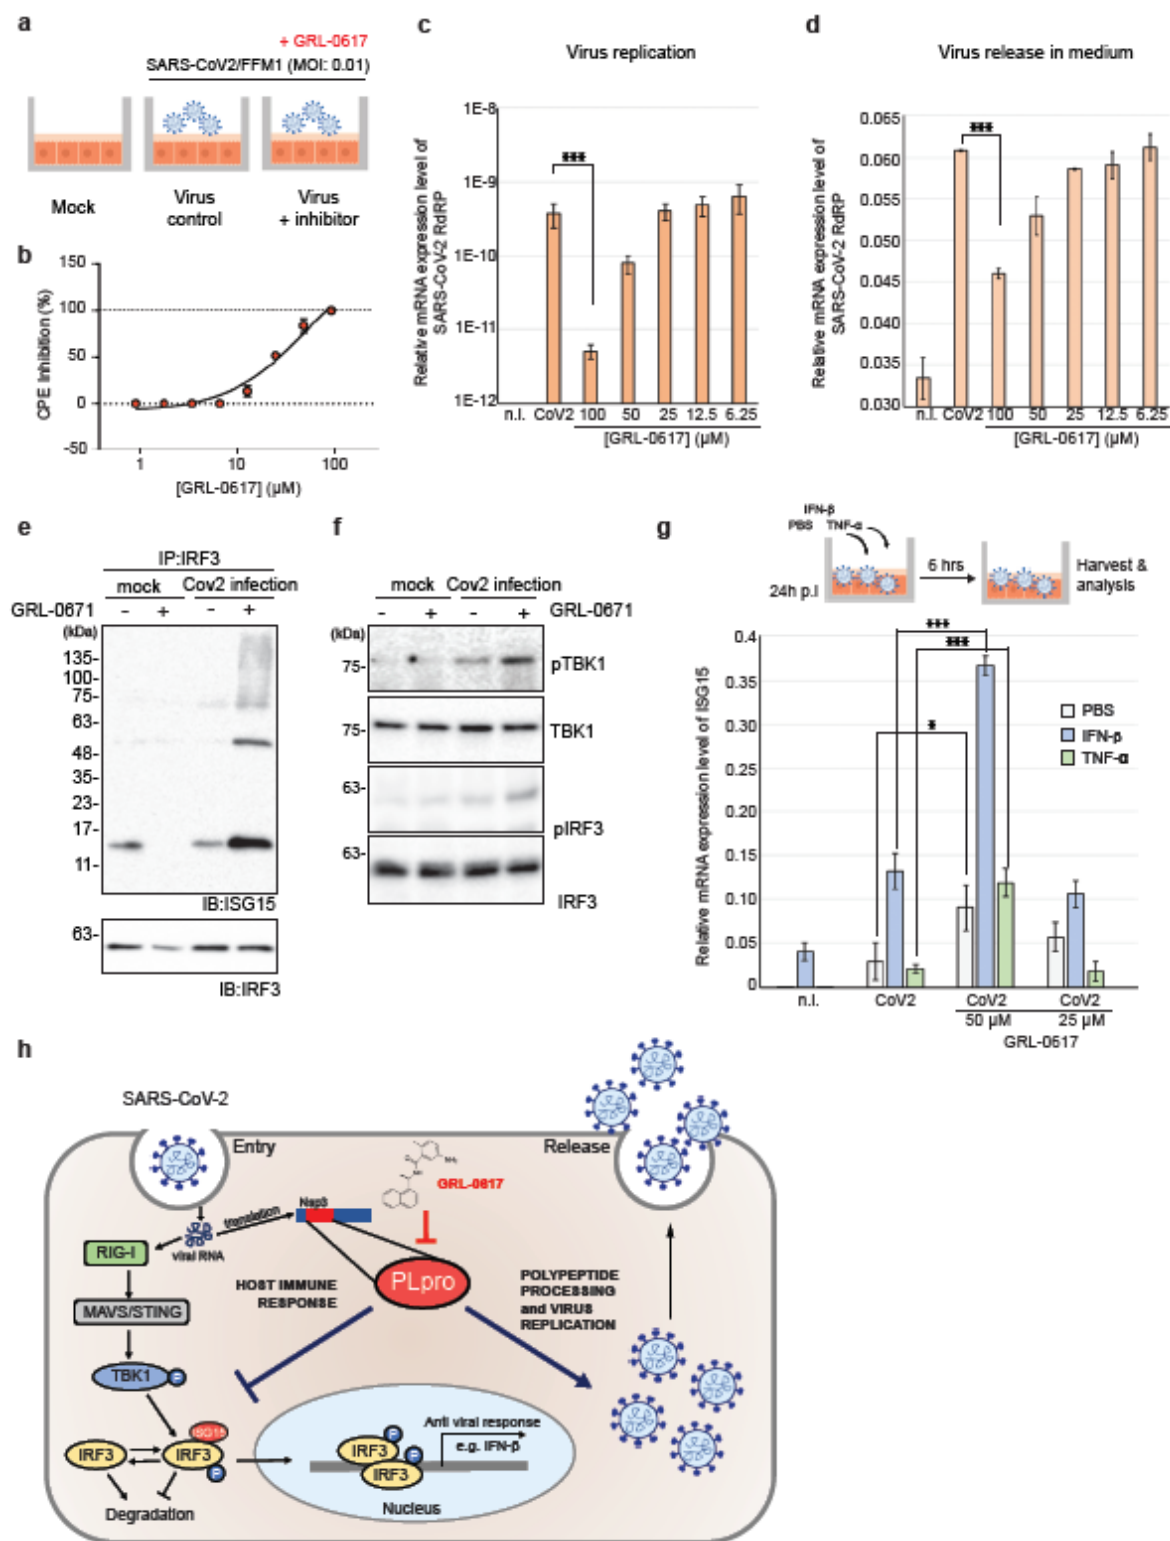 a
+ GRL-0617
SARS-CoV2/FFM1 (MOI: 0.01)
Mock
Virus control
Virus + inhibitor
b
150
100
50
0
-50
CPE Inhibition (%)
1
10
100
[GRL-0617] (µM)
c
Virus replication
Relative mRNA expression level of SARS-CoV-2 RdRP
1E-8
1E-9
1E-10
1E-11
1E-12
***
n.I. CoV2 100 50 25 12.5 6.25
[GRL-0617] (µM)
d
Virus release in medium
Relative mRNA expression level of SARS-CoV-2 RdRP
0.065
0.060
0.055
0.050
0.045
0.040
0.035
0.030
***
n.I. CoV2 100 50 25 12.5 6.25
[GRL-0617] (µM)
e
IP:IRF3
mock Cov2 infection
- + - + 
GRL-0671
(kDa)
135-
100-
75-
63-
48-
35-
23-
17-
11-
IB:ISG15
63-
IB:IRF3
f
mock Cov2 infection
- + - + GRL-0671
(kDa)
75-
pTBK1
75-
TBK1
63-
pIRF3
63-
IRF3
g
IFN-β
PBS TNF-α
24h p.I
6 hrs
Harvest & analysis
Relative mRNA expression level of ISG15
0.4
0.35
0.30
0.25
0.20
0.15
0.10
0.05
0
***
***
*
PBS
IFN-β
TNF-α
n.I. CoV2 CoV2 CoV2
50 µM 25 µM
GRL-0617
h
SARS-CoV-2
Entry
Release
GRL-0617
NH₂
Nsp3
translation
viral RNA
RIG-I
PLpro
HOST IMMUNE RESPONSE
POLYPEPTIDE PROCESSING and VIRUS REPLICATION
MAVS/STING
TBK1 P
ISG15
IRF3
IRF3
P
Degradation
Anti viral response
e.g. IFN-β
IRF3 P
IRF3 P
Nucleus